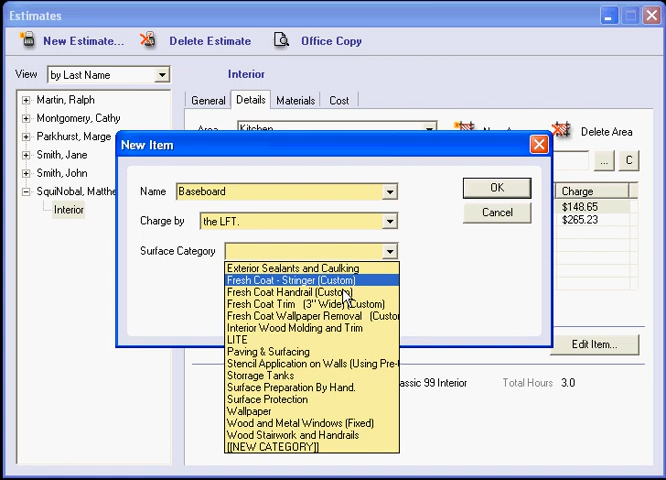 Estimates
New Estimate... Delete Estimate Office Copy
View by Last Name Interior
Martin, Ralph
Montgomery, Cathy
Parkhurst, Marge
Smith, Jane
Smith, John
SquiNobal, Matthe
Interior
General Details Materials Cost
Area Kitchen Delete Area
... C
Charge
$148.65
$265.23
New Item
Name Baseboard OK
Charge by the LFT. Cancel
Surface Category
Exterior Sealants and Caulking
Fresh Coat - Stringer (Custom)
Fresh Coat Handrail (Custom)
Fresh Coat Trim (3" Wide) (Custom)
Fresh Coat Wallpaper Removal (Custo
Interior Wood Molding and Trim
LITE
Paving & Surfacing
Stencil Application on Walls (Using Pre-
Storrage Tanks
Surface Preparation By Hand.
Surface Protection
Wallpaper
Wood and Metal Windows (Fixed)
Wood Stairwork and Handrails
[[NEW CATEGORY]]
Edit Item...
assic 99 Interior Total Hours 3.0